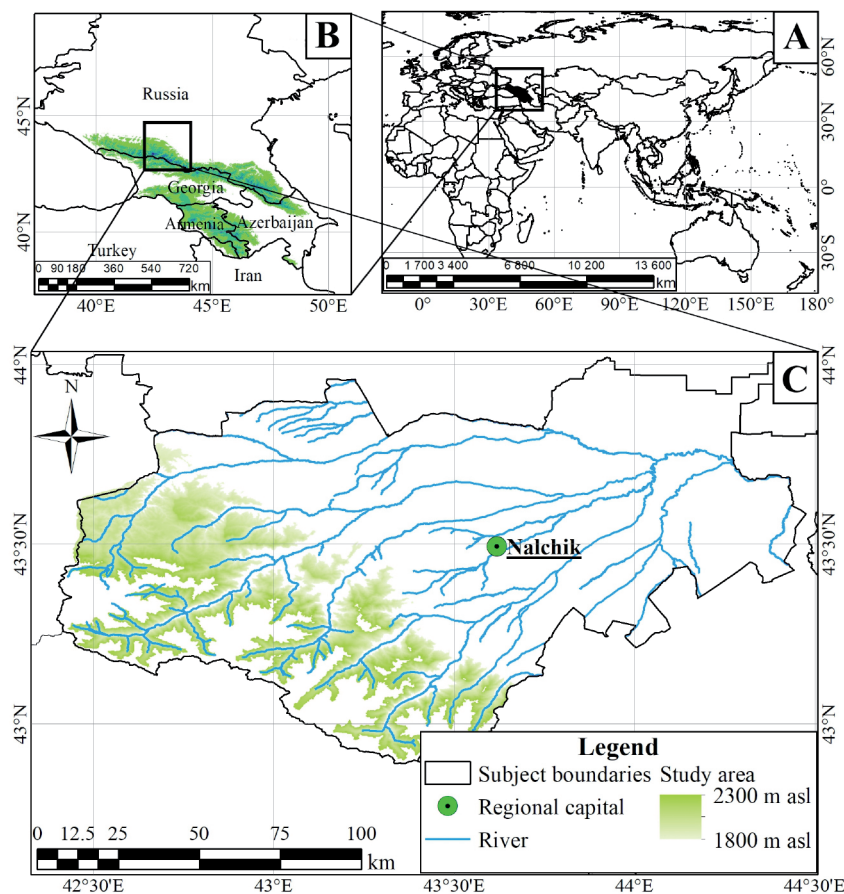 B
Russia
Georgia
Armenia
Azerbaijan
Turkey
Iran
0 90 180 360 540 720
km
45°N
40°N
40°E 45°E 50°E
A
60°N
30°N
0°
30°S
0 1 700 3 400 6 800 10 200 13 600
km
0° 30°E 60°E 90°E 120°E 150°E 180°
C
N
44°N
43°30'N
43°N
44°N
43°30'N
43°N
Nalchik
0 12.5 25 50 75 100
km
Legend
Subject boundaries
Regional capital
River
Study area
2300 m asl
1800 m asl
42°30'E 43°E 43°30'E 44°E 44°30'E